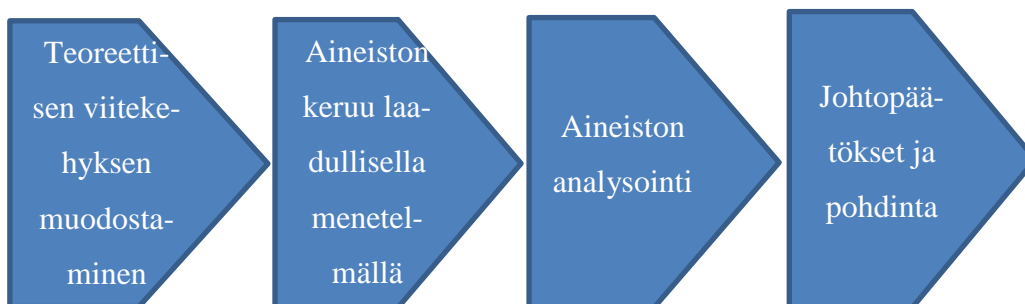 Teoreetti-
sen viiteke-
hyksen
muodosta-
minen
Aineiston
keruu laa-
dullisella
menetel-
mällä
Aineiston
analysointi
Johtopää-
tökset ja
pohdinta